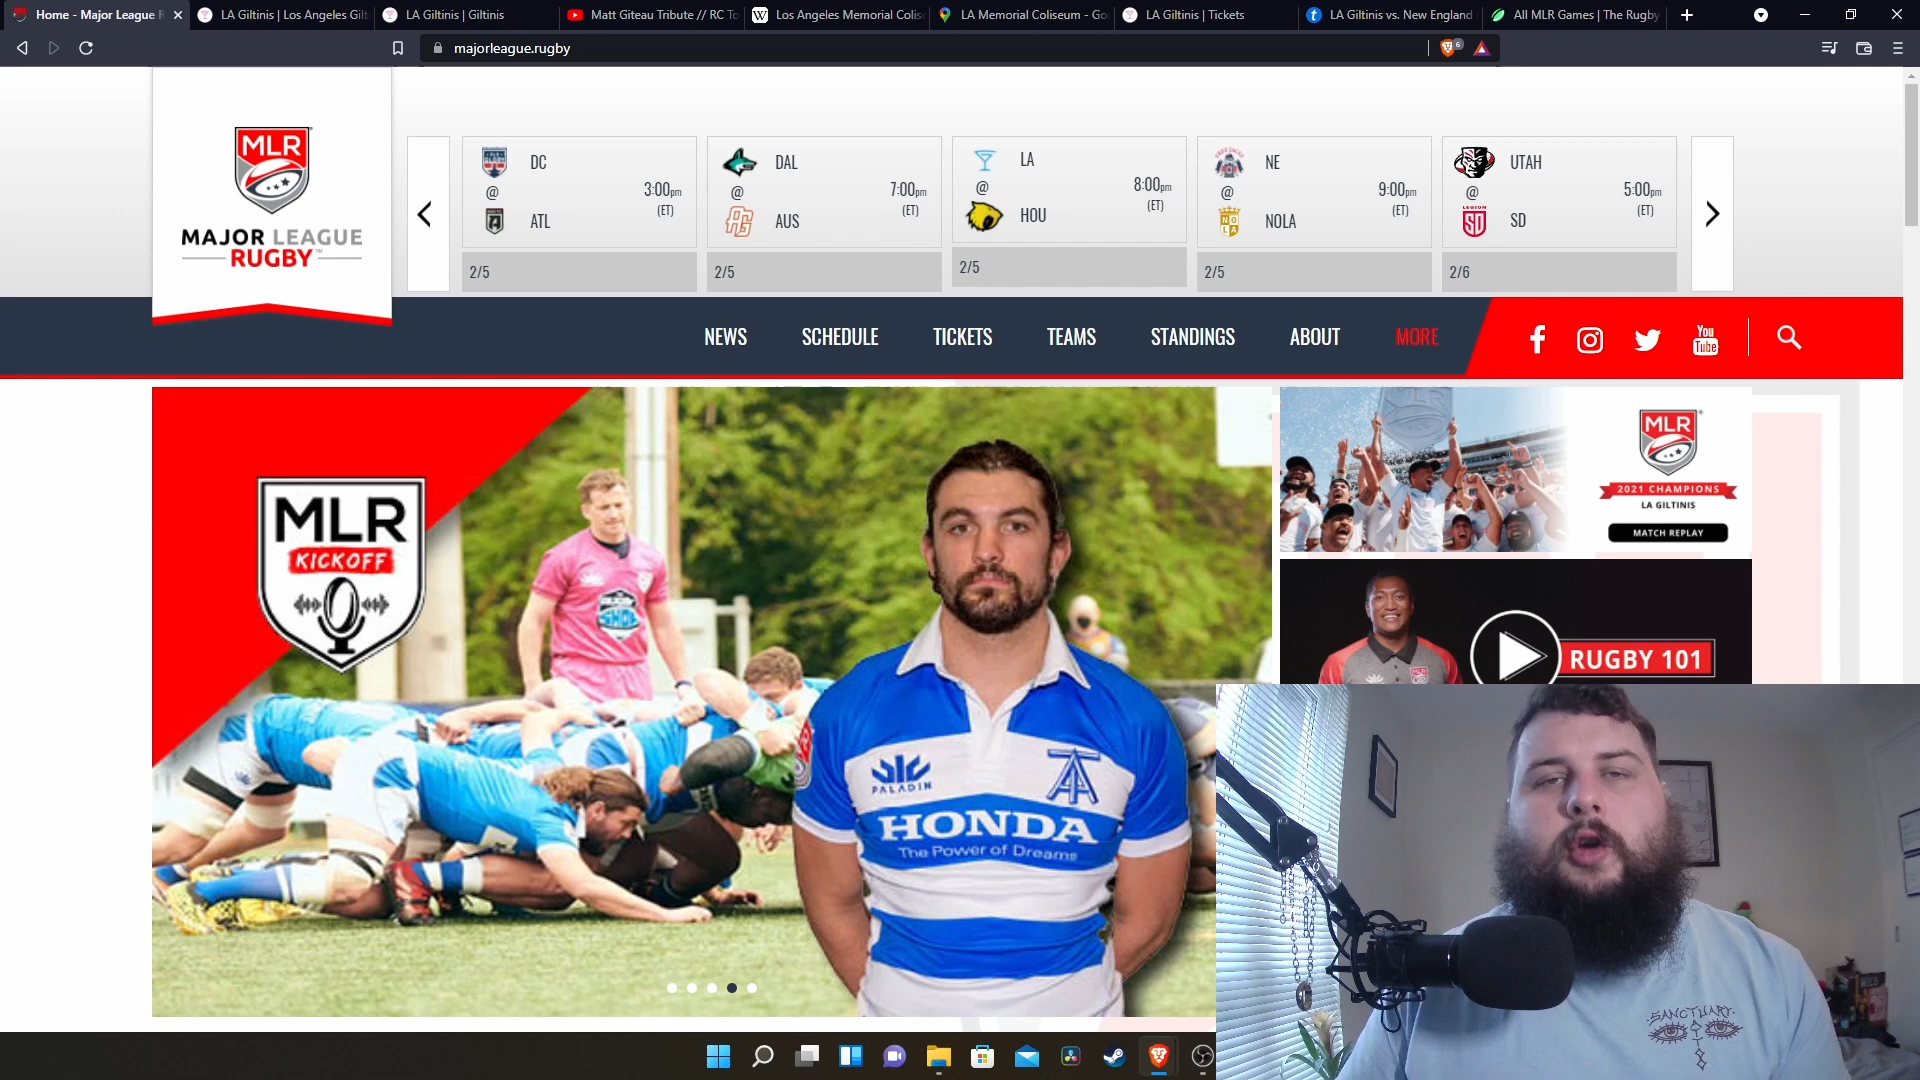 Home - Major League R
LA Giltinis | Los Angeles Gilt
LA Giltinis | Giltinis
Matt Giteau Tribute // RC To
Los Angeles Memorial Colise
LA Memorial Coliseum - Go
LA Giltinis | Tickets
LA Giltinis vs. New England
All MLR Games | The Rugby
majorleague.rugby
6
MLR
MAJOR LEAGUE
RUGBY
DC
@
ATL
3:00pm
(ET)
2/5
DAL
@
AUS
7:00pm
(ET)
2/5
LA
@
HOU
8:00pm
(ET)
2/5
NE
@
NOLA
9:00pm
(ET)
2/5
UTAH
@
SD
5:00pm
(ET)
2/6
NEWS
SCHEDULE
TICKETS
TEAMS
STANDINGS
ABOUT
MORE
You
Tube
MLR
KICKOFF
PALADIN
HONDA
The Power of Dreams
MLR
2021 CHAMPIONS
LA GILTINIS
MATCH REPLAY
RUGBY 101
SANCTUARY